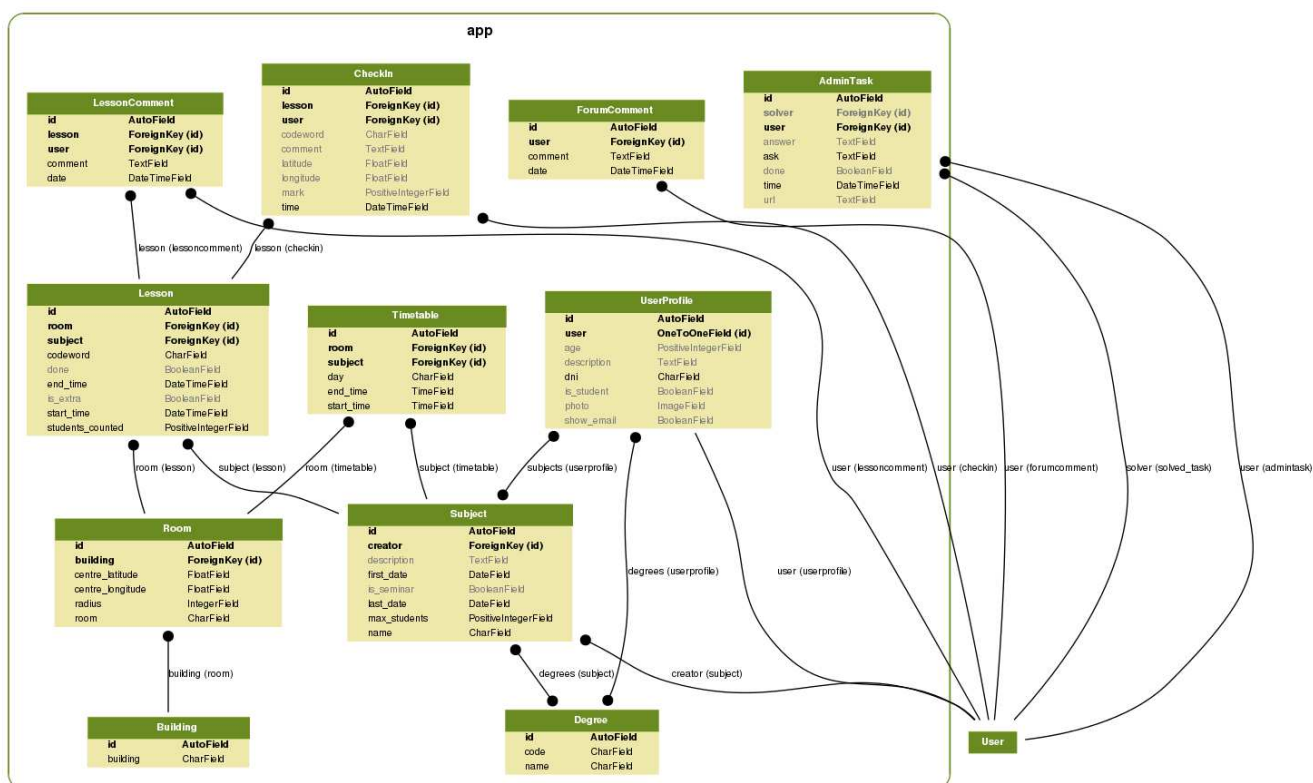 app
LessonComment
id AutoField
lesson ForeignKey (id)
user ForeignKey (id)
comment TextField
date DateTimeField
CheckIn
id AutoField
lesson ForeignKey (id)
user ForeignKey (id)
codeword CharField
comment TextField
latitude FloatField
longitude FloatField
mark PositiveIntegerField
time DateTimeField
ForumComment
id AutoField
user ForeignKey (id)
comment TextField
date DateTimeField
AdminTask
id AutoField
solver ForeignKey (id)
user ForeignKey (id)
answer TextField
ask TextField
done BooleanField
time DateTimeField
url TextField
lesson (lessoncomment)
lesson (checkin)
Lesson
id AutoField
room ForeignKey (id)
subject ForeignKey (id)
codeword CharField
done BooleanField
end_time DateTimeField
is_extra BooleanField
start_time DateTimeField
students_counted PositiveIntegerField
Timetable
id AutoField
room ForeignKey (id)
subject ForeignKey (id)
day CharField
end_time TimeField
start_time TimeField
UserProfile
id AutoField
user OneToOneField (id)
age PositiveIntegerField
description TextField
dni CharField
is_student BooleanField
photo ImageField
show_email BooleanField
room (lesson)
subject (lesson)
room (timetable)
subject (timetable)
subjects (userprofile)
user (lessoncomment)
user (checkin)
user (forumcomment)
solver (solved_task)
user (admintask)
Room
id AutoField
building ForeignKey (id)
centre_latitude FloatField
centre_longitude FloatField
radius IntegerField
room CharField
Subject
id AutoField
creator ForeignKey (id)
description TextField
first_date DateField
is_seminar BooleanField
last_date DateField
max_students PositiveIntegerField
name CharField
degrees (userprofile)
user (userprofile)
building (room)
degrees (subject)
creator (subject)
Building
id AutoField
building CharField
Degree
id AutoField
code CharField
name CharField
User